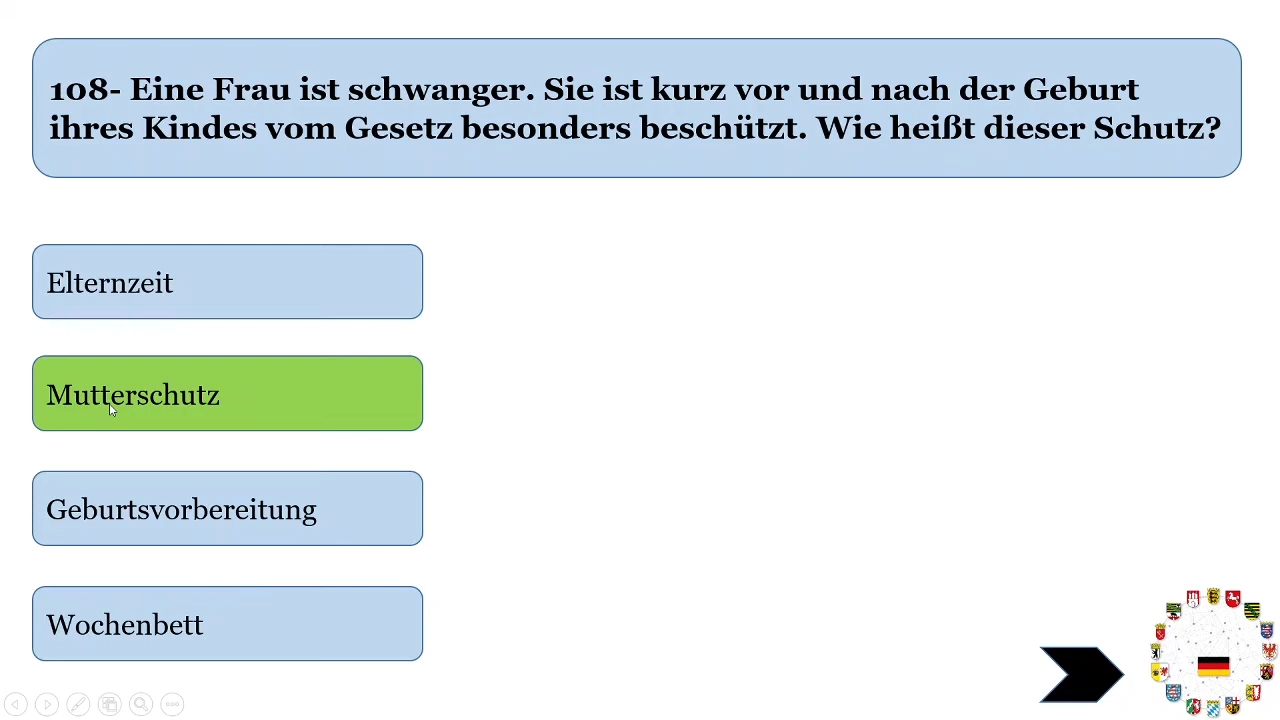 108- Eine Frau ist schwanger. Sie ist kurz vor und nach der Geburt
ihres Kindes vom Gesetz besonders beschützt. Wie heißt dieser Schutz?
Elternzeit
Mutterschutz
Geburtsvorbereitung
Wochenbett